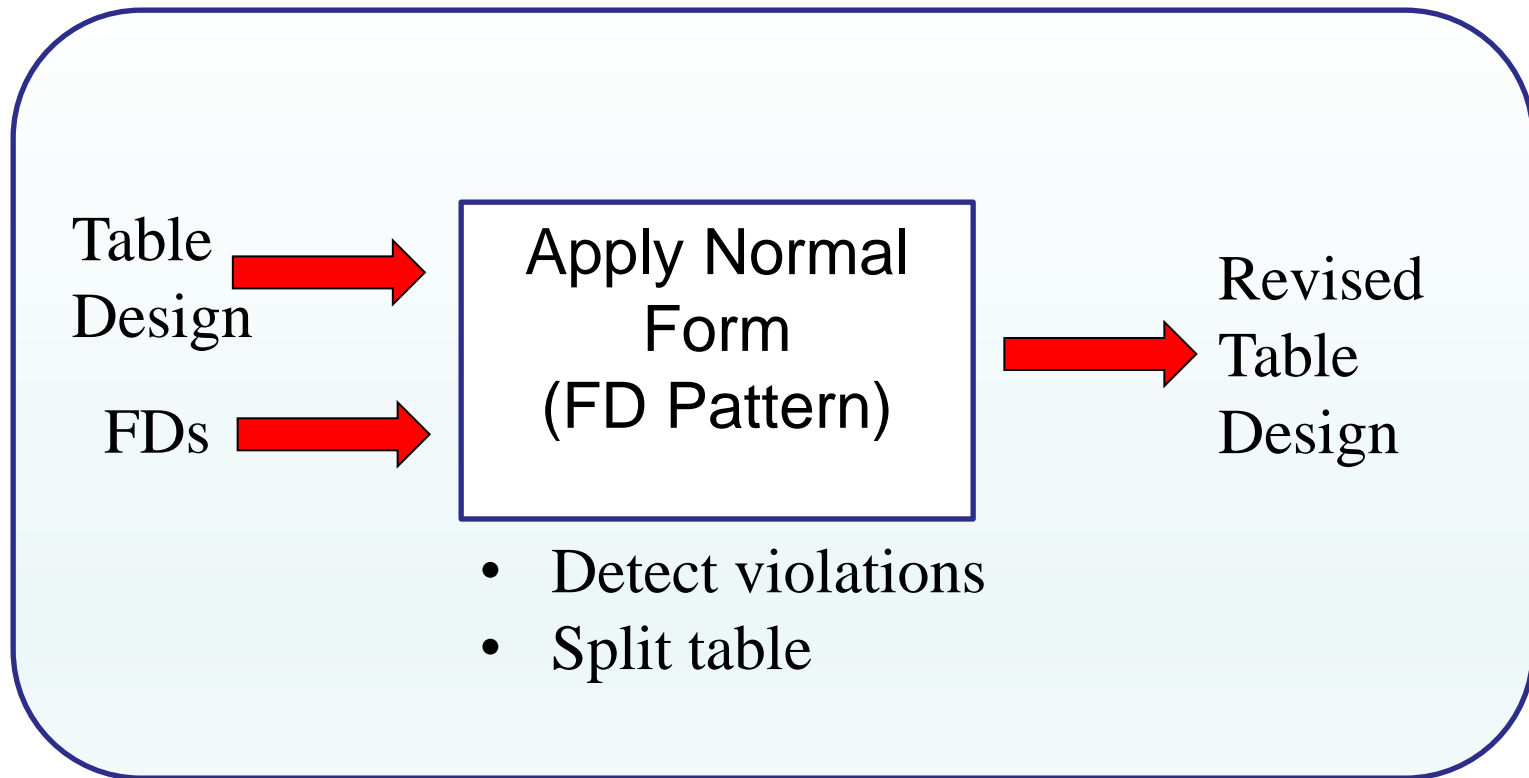 Table
Design
FDs
Apply Normal
Form
(FD Pattern)
• Detect violations
• Split table
Revised
Table
Design